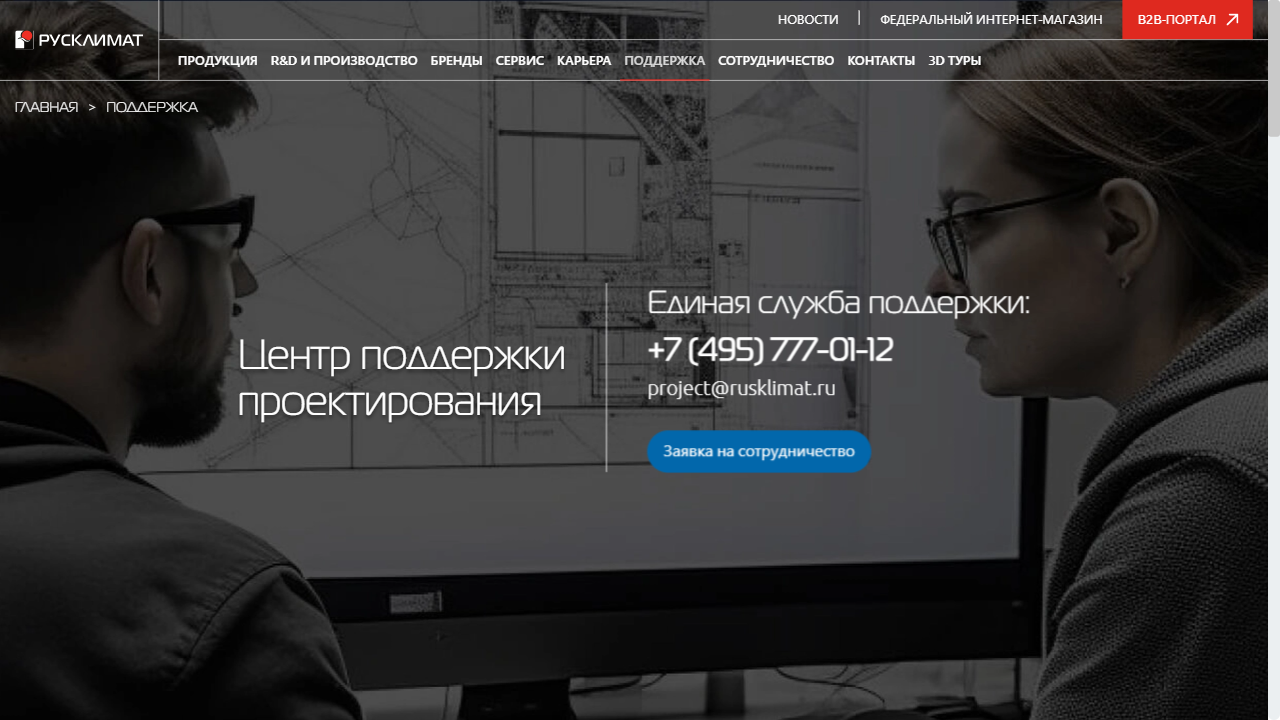 НОВОСТИ | ФЕДЕРАЛЬНЫЙ ИНТЕРНЕТ-МАГАЗИН B2B-ПОРТАЛ
РУСКЛИМАТ
ПРОДУКЦИЯ R&D И ПРОИЗВОДСТВО БРЕНДЫ СЕРВИС КАРЬЕРА ПОДДЕРЖКА СОТРУДНИЧЕСТВО КОНТАКТЫ 3D ТУРЫ
ГЛАВНАЯ > ПОДДЕРЖКА
Центр поддержки
проектирования
Единая служба поддержки:
+7 (495) 777-01-12
project@rusklimat.ru
Заявка на сотрудничество